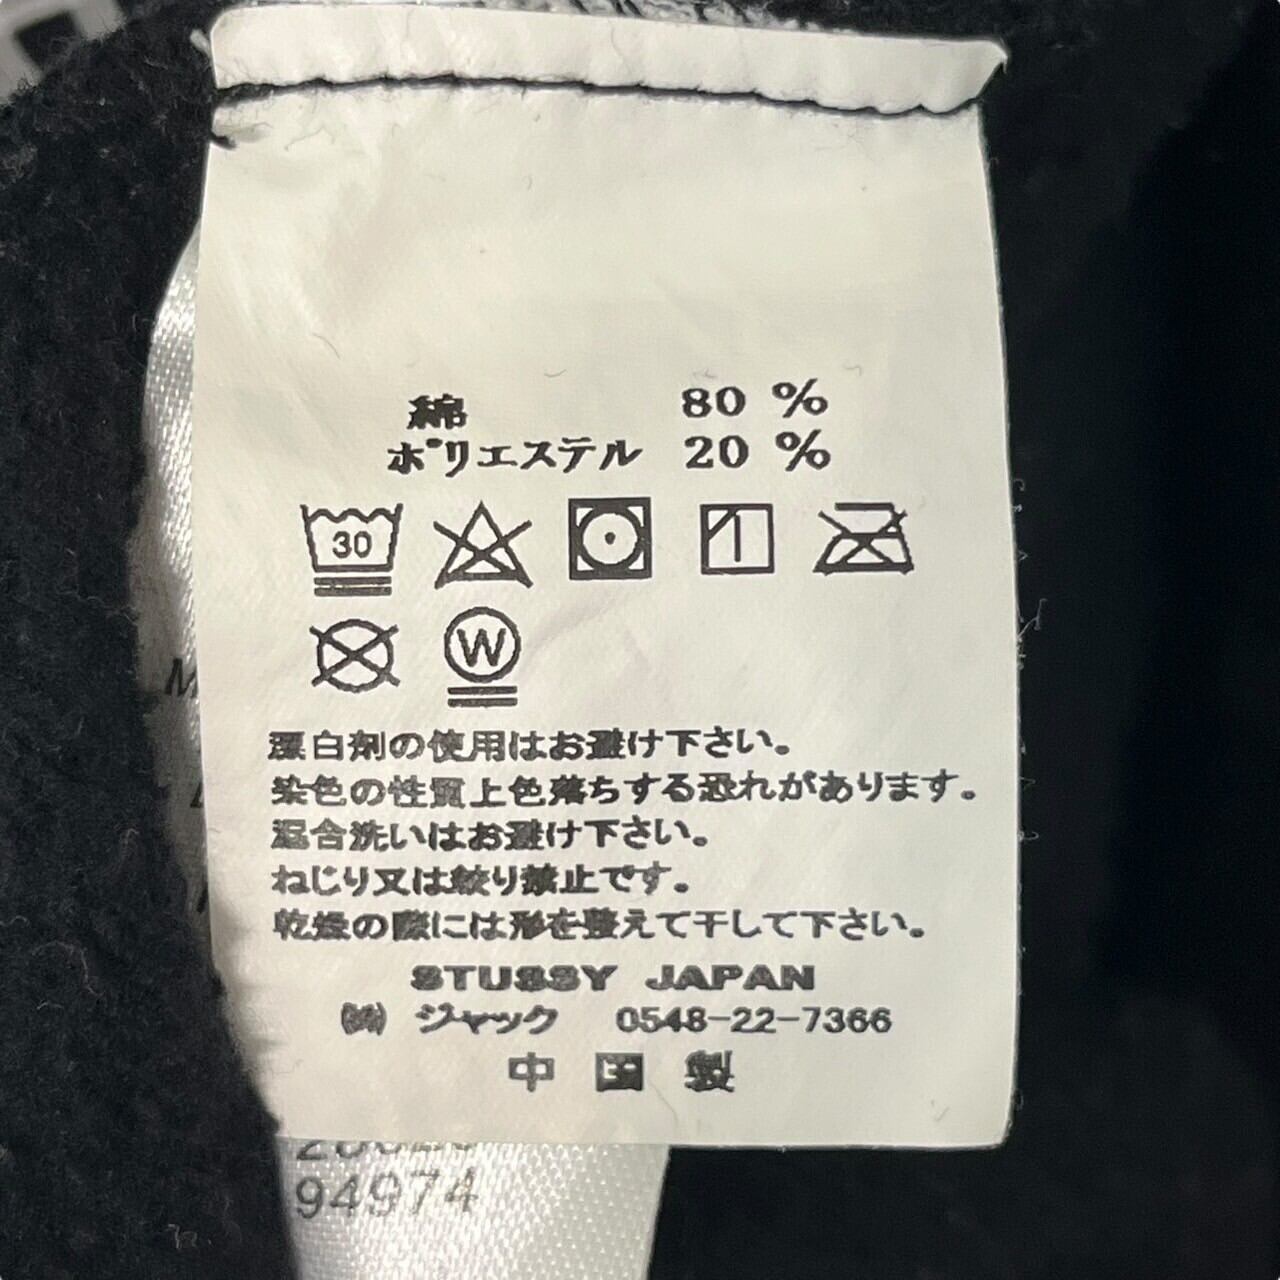 綿 80 %
ポリエステル 20 %
30
W
漂白剤の使用はお避け下さい。
染色の性質上色落ちする恐れがあります。
混合洗いはお避け下さい。
ねじり又は絞り禁止です。
乾燥の際には形を整えて干して下さい。
STUSSY JAPAN
㈱ ジャック 0548-22-7366
中国製
94974